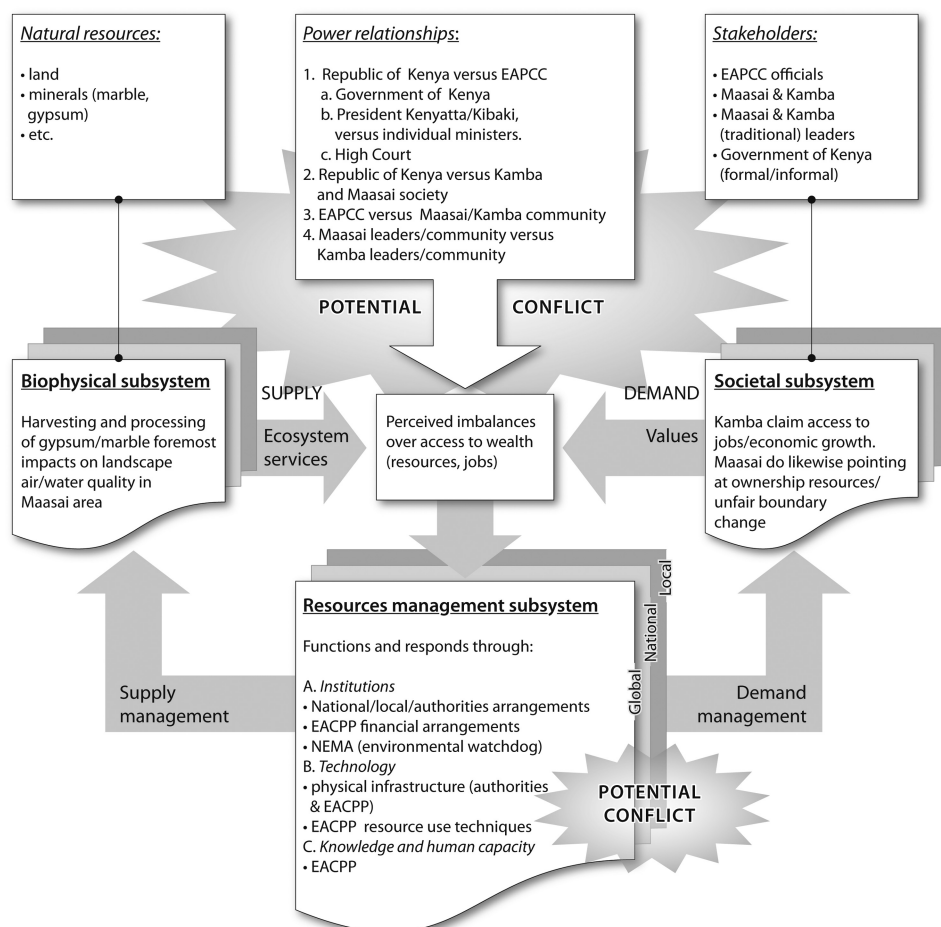 Natural resources:
• land
• minerals (marble,
gypsum)
• etc.
Power relationships:
1. Republic of Kenya versus EAPCC
a. Government of Kenya
b. President Kenyatta/Kibaki,
versus individual ministers.
c. High Court
2. Republic of Kenya versus Kamba
and Maasai society
3. EAPCC versus Maasai/Kamba community
4. Maasai leaders/community versus
Kamba leaders/community
Stakeholders:
• EAPCC officials
• Maasai & Kamba
• Maasai & Kamba
(traditional) leaders
• Government of Kenya
(formal/informal)
POTENTIAL CONFLICT
Biophysical subsystem
Harvesting and processing
of gypsum/marble foremost
impacts on landscape
air/water quality in
Maasai area
SUPPLY
Ecosystem
services
Perceived imbalances
over access to wealth
(resources, jobs)
DEMAND
Values
Societal subsystem
Kamba claim access to
jobs/economic growth.
Maasai do likewise pointing
at ownership resources/
unfair boundary
change
Resources management subsystem
Functions and responds through:
A. Institutions
• National/local/authorities arrangements
• EACPP financial arrangements
• NEMA (environmental watchdog)
B. Technology
• physical infrastructure (authorities
& EACPP)
• EACPP resource use techniques
C. Knowledge and human capacity
• EACPP
Global
National
Local
Supply
management
Demand
management
POTENTIAL
CONFLICT